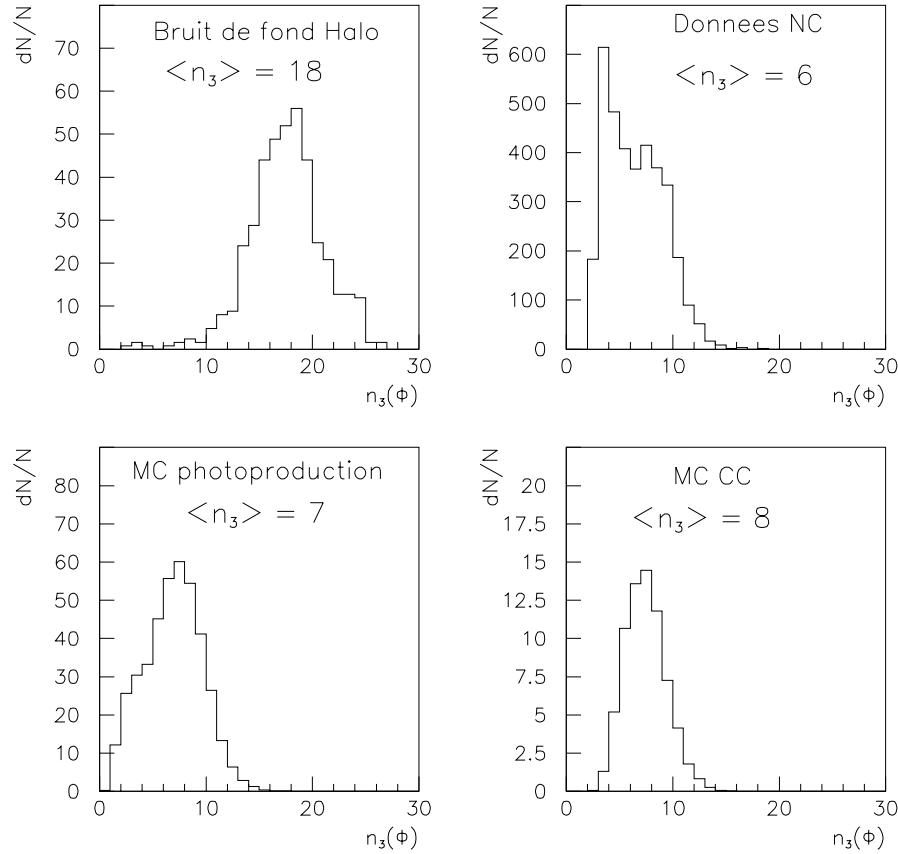 dN/N
Bruit de fond Halo
<n₃> = 18
70
60
50
40
30
20
10
0
0 10 20 30
n₃(Φ)
dN/N
Donnees NC
<n₃> = 6
600
500
400
300
200
100
0
0 10 20 30
n₃(Φ)
dN/N
MC photoproduction
<n₃> = 7
80
70
60
50
40
30
20
10
0
0 10 20 30
n₃(Φ)
dN/N
MC CC
<n₃> = 8
20
17.5
15
12.5
10
7.5
5
2.5
0
0 10 20 30
n₃(Φ)